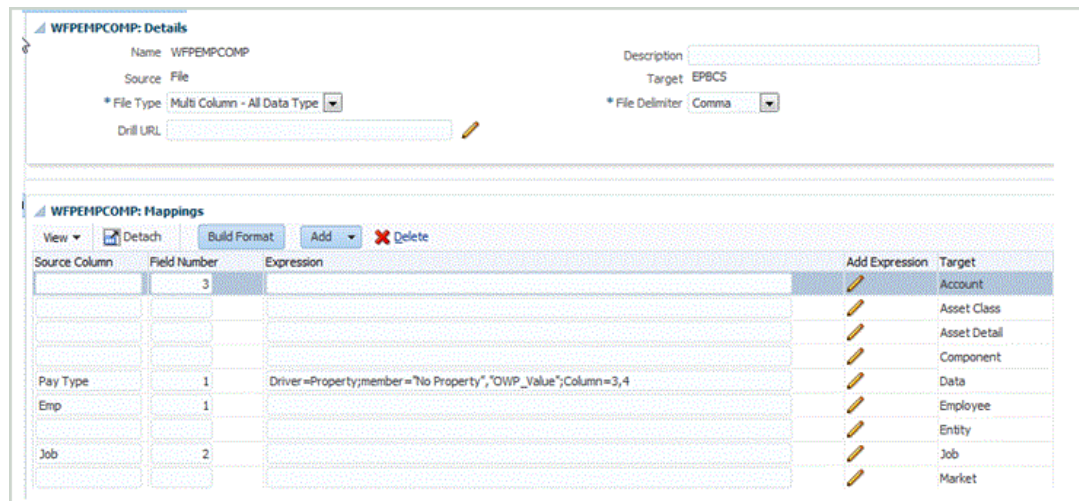 WFPEMPCOMP: Details
Name WFPEMPCOMP
Description
Source File
Target EPBCS
* File Type Multi Column - All Data Type
* File Delimiter Comma
Drill URL
WFPEMPCOMP: Mappings
View Detach Build Format Add Delete
Source Column Field Number Expression Add Expression Target
3 Account
Asset Class
Asset Detail
Component
Pay Type 1 Driver=Property;member="No Property","OWP_Value";Column=3,4 Data
Emp 1 Employee
Entity
Job 2 Job
Market